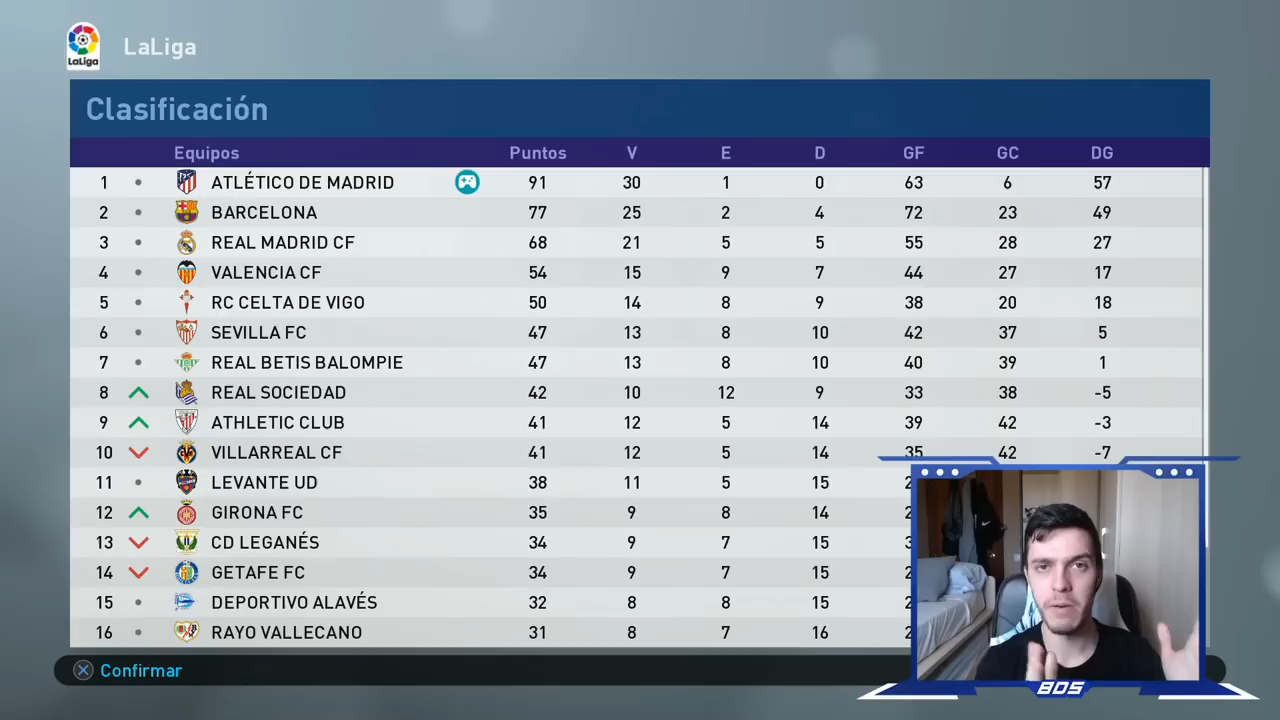 LaLiga
LaLiga
Clasificación
Equipos Puntos V E D GF GC DG
1 ATLÉTICO DE MADRID 91 30 1 0 63 6 57
2 BARCELONA 77 25 2 4 72 23 49
3 REAL MADRID CF 68 21 5 5 55 28 27
4 VALENCIA CF 54 15 9 7 44 27 17
5 RC CELTA DE VIGO 50 14 8 9 38 20 18
6 SEVILLA FC 47 13 8 10 42 37 5
7 REAL BETIS BALOMPIE 47 13 8 10 40 39 1
8 REAL SOCIEDAD 42 10 12 9 33 38 -5
9 ATHLETIC CLUB 41 12 5 14 39 42 -3
10 VILLARREAL CF 41 12 5 14 35 42 -7
11 LEVANTE UD 38 11 5 15
12 GIRONA FC 35 9 8 14
13 CD LEGANÉS 34 9 7 15
14 GETAFE FC 34 9 7 15
15 DEPORTIVO ALAVÉS 32 8 8 15
16 RAYO VALLECANO 31 8 7 16
Confirmar
BDS